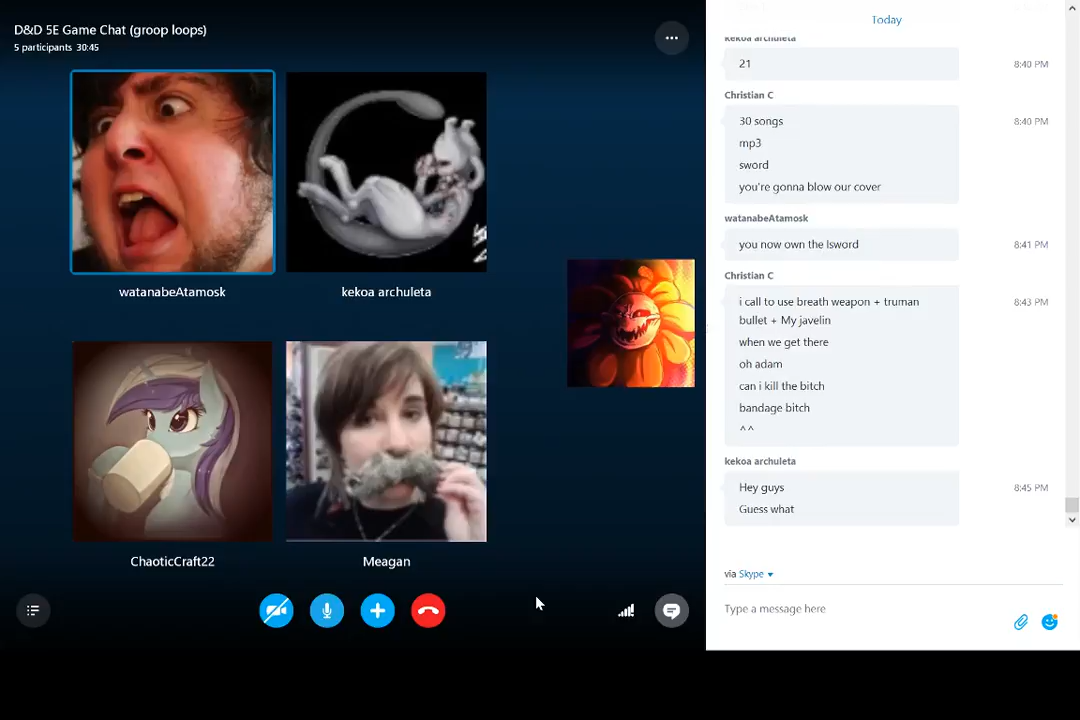 D&D 5E Game Chat (groop loops)
5 participants 30:45
watanabeAtamosk
kekoa archuleta
ChaoticCraft22
Meagan
Today
kekoa archuleta
21
8:40 PM
Christian C
30 songs
8:40 PM
mp3
sword
you're gonna blow our cover
watanabeAtamosk
you now own the lsword
8:41 PM
Christian C
i call to use breath weapon + truman
8:43 PM
bullet + My javelin
when we get there
oh adam
can i kill the bitch
bandage bitch
^^
kekoa archuleta
Hey guys
8:45 PM
Guess what
via Skype
Type a message here